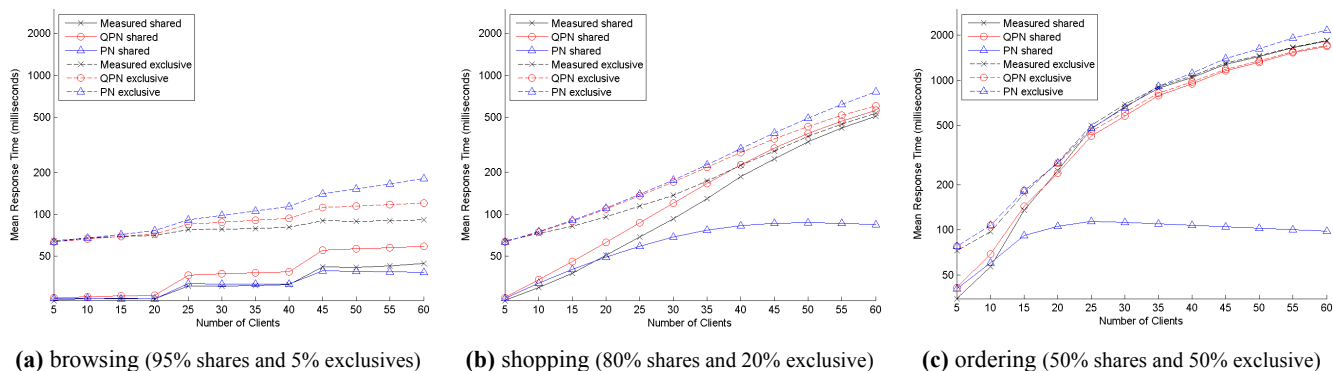 Mean Response Time (milliseconds)
2000
1000
500
200
100
50
Measured shared
QPN shared
PN shared
Measured exclusive
QPN exclusive
PN exclusive
5 10 15 20 25 30 35 40 45 50 55 60
Number of Clients
(a) browsing (95% shares and 5% exclusives)
Mean Response Time (milliseconds)
2000
1000
500
200
100
50
Measured shared
QPN shared
PN shared
Measured exclusive
QPN exclusive
PN exclusive
5 10 15 20 25 30 35 40 45 50 55 60
Number of Clients
(b) shopping (80% shares and 20% exclusive)
Mean Response Time (milliseconds)
2000
1000
500
200
100
50
Measured shared
QPN shared
PN shared
Measured exclusive
QPN exclusive
PN exclusive
5 10 15 20 25 30 35 40 45 50 55 60
Number of Clients
(c) ordering (50% shares and 50% exclusive)